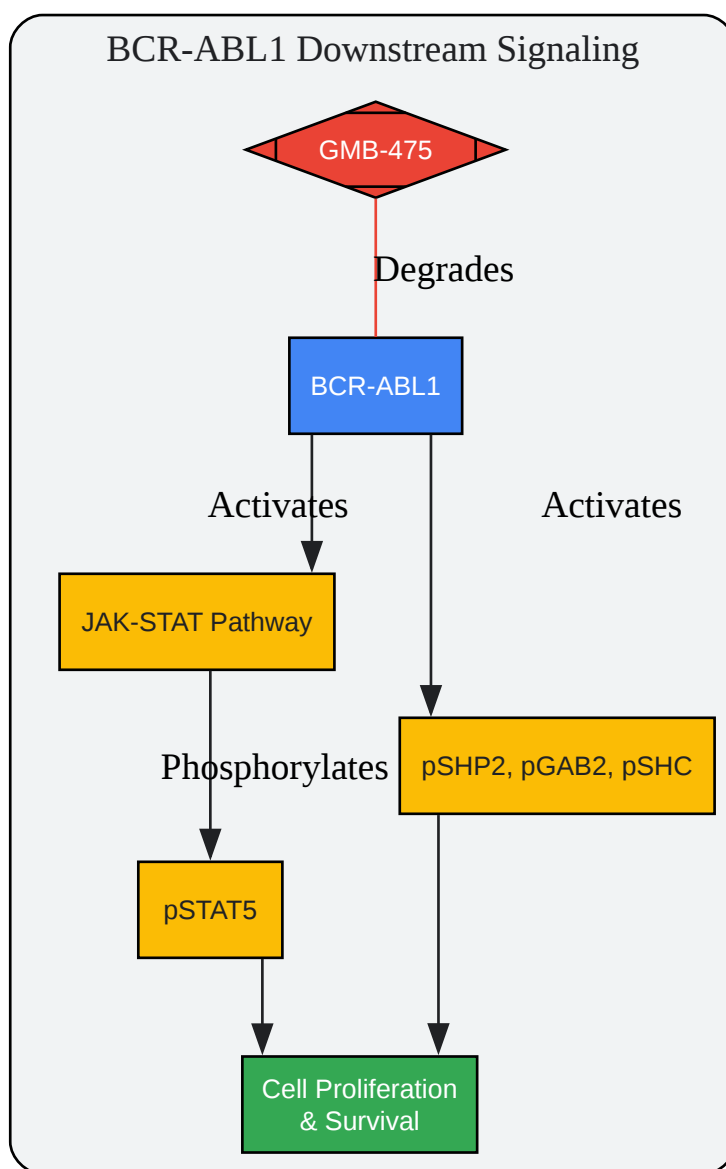 BCR-ABL1 Downstream Signaling
GMB-475
Degrades
BCR-ABL1
Activates
Activates
JAK-STAT Pathway
Phosphorylates
pSHP2, pGAB2, pSHC
pSTAT5
Cell Proliferation
& Survival